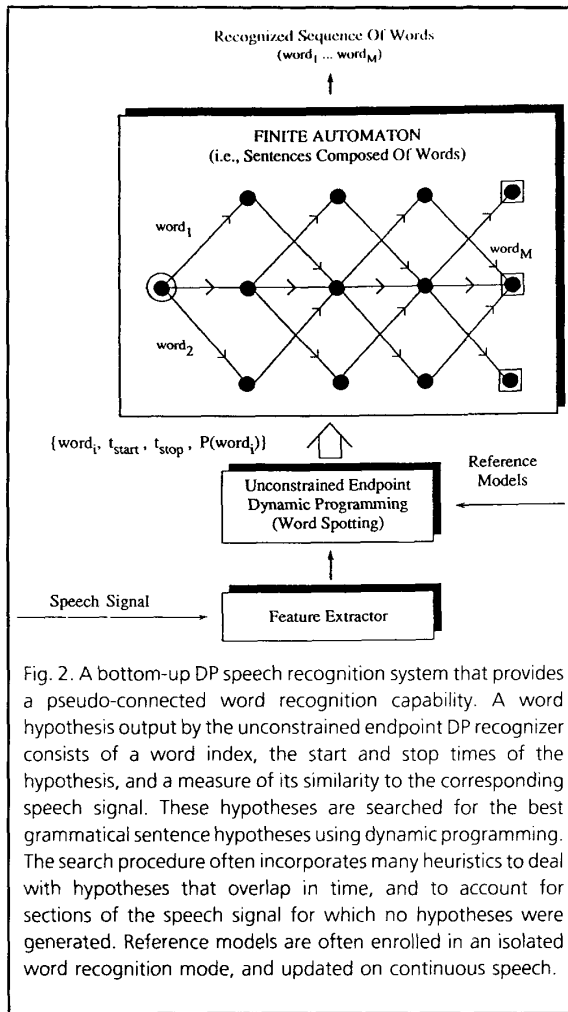 Recognized Sequence Of Words
(word1 ... wordM)
FINITE AUTOMATON
(i.e., Sentences Composed Of Words)
word1
wordM
word2
{wordi, tstart , tstop , P(wordi)}
Reference
Models
Unconstrained Endpoint
Dynamic Programming
(Word Spotting)
Speech Signal
Feature Extractor
Fig. 2. A bottom-up DP speech recognition system that provides
a pseudo-connected word recognition capability. A word
hypothesis output by the unconstrained endpoint DP recognizer
consists of a word index, the start and stop times of the
hypothesis, and a measure of its similarity to the corresponding
speech signal. These hypotheses are searched for the best
grammatical sentence hypotheses using dynamic programming.
The search procedure often incorporates many heuristics to deal
with hypotheses that overlap in time, and to account for
sections of the speech signal for which no hypotheses were
generated. Reference models are often enrolled in an isolated
word recognition mode, and updated on continuous speech.